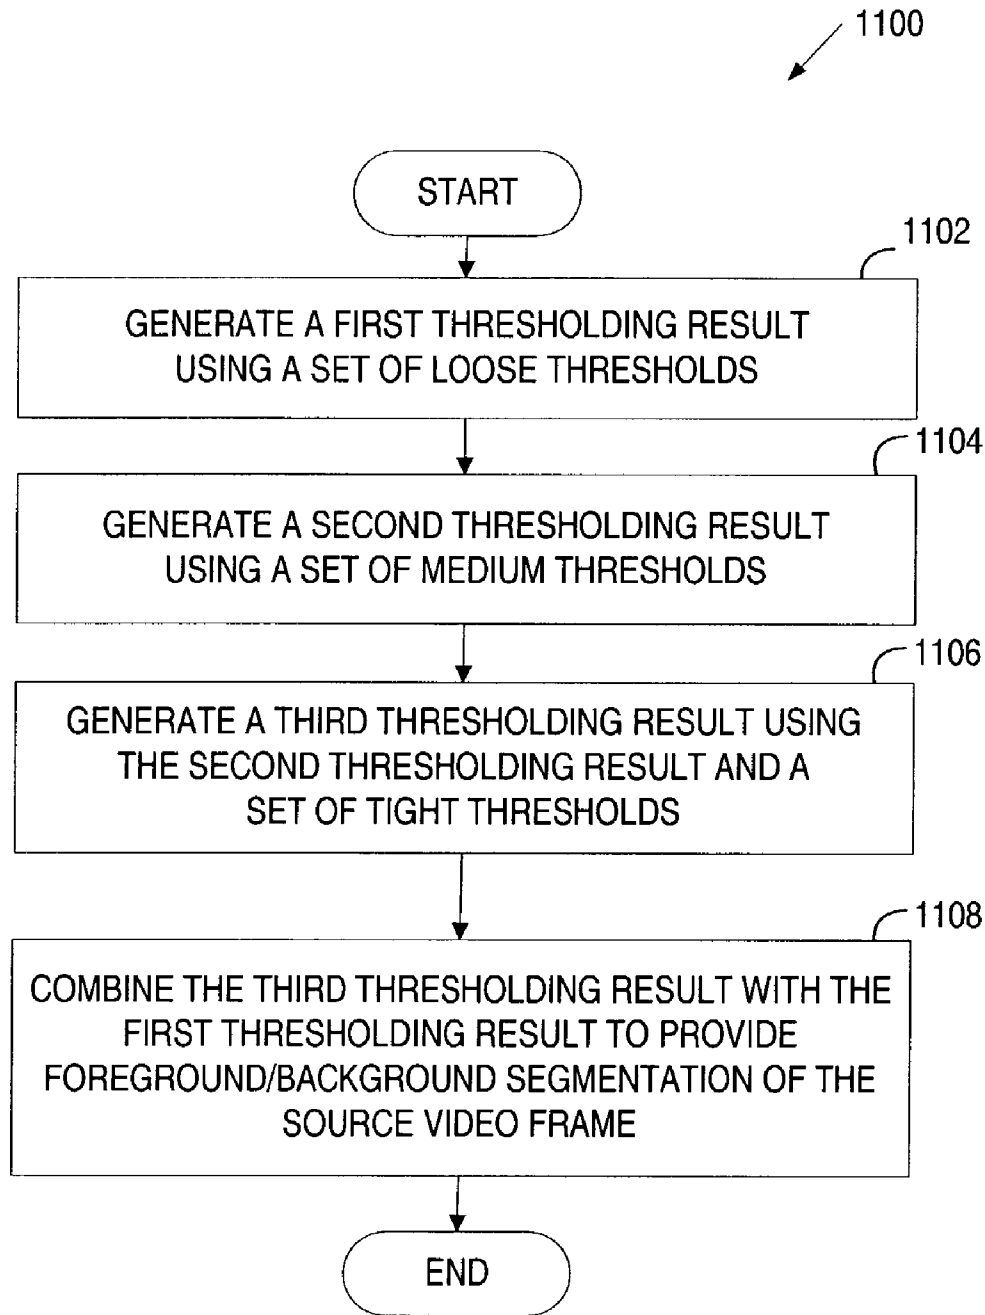 1100
START
1102
GENERATE A FIRST THRESHOLDING RESULT
USING A SET OF LOOSE THRESHOLDS
1104
GENERATE A SECOND THRESHOLDING RESULT
USING A SET OF MEDIUM THRESHOLDS
1106
GENERATE A THIRD THRESHOLDING RESULT USING
THE SECOND THRESHOLDING RESULT AND A
SET OF TIGHT THRESHOLDS
1108
COMBINE THE THIRD THRESHOLDING RESULT WITH THE
FIRST THRESHOLDING RESULT TO PROVIDE
FOREGROUND/BACKGROUND SEGMENTATION OF THE
SOURCE VIDEO FRAME
END